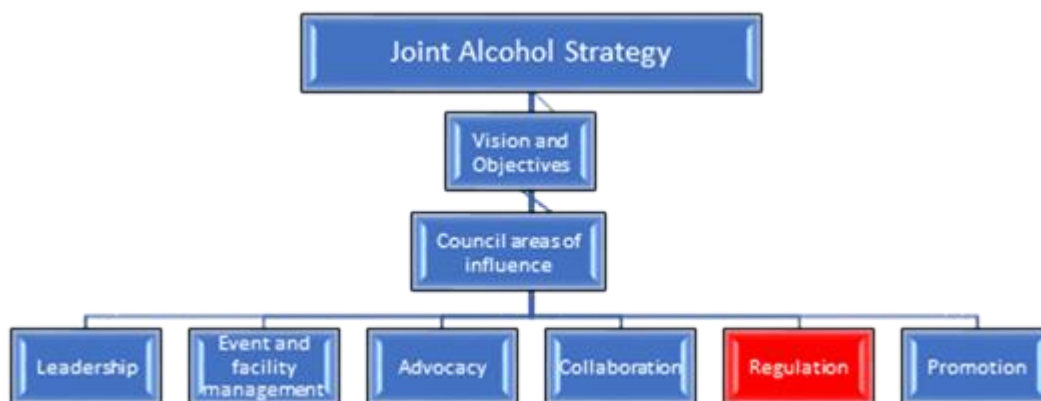 Joint Alcohol Strategy
Vision and
Objectives
Council areas of
influence
Leadership
Event and
facility
management
Advocacy
Collaboration
Regulation
Promotion